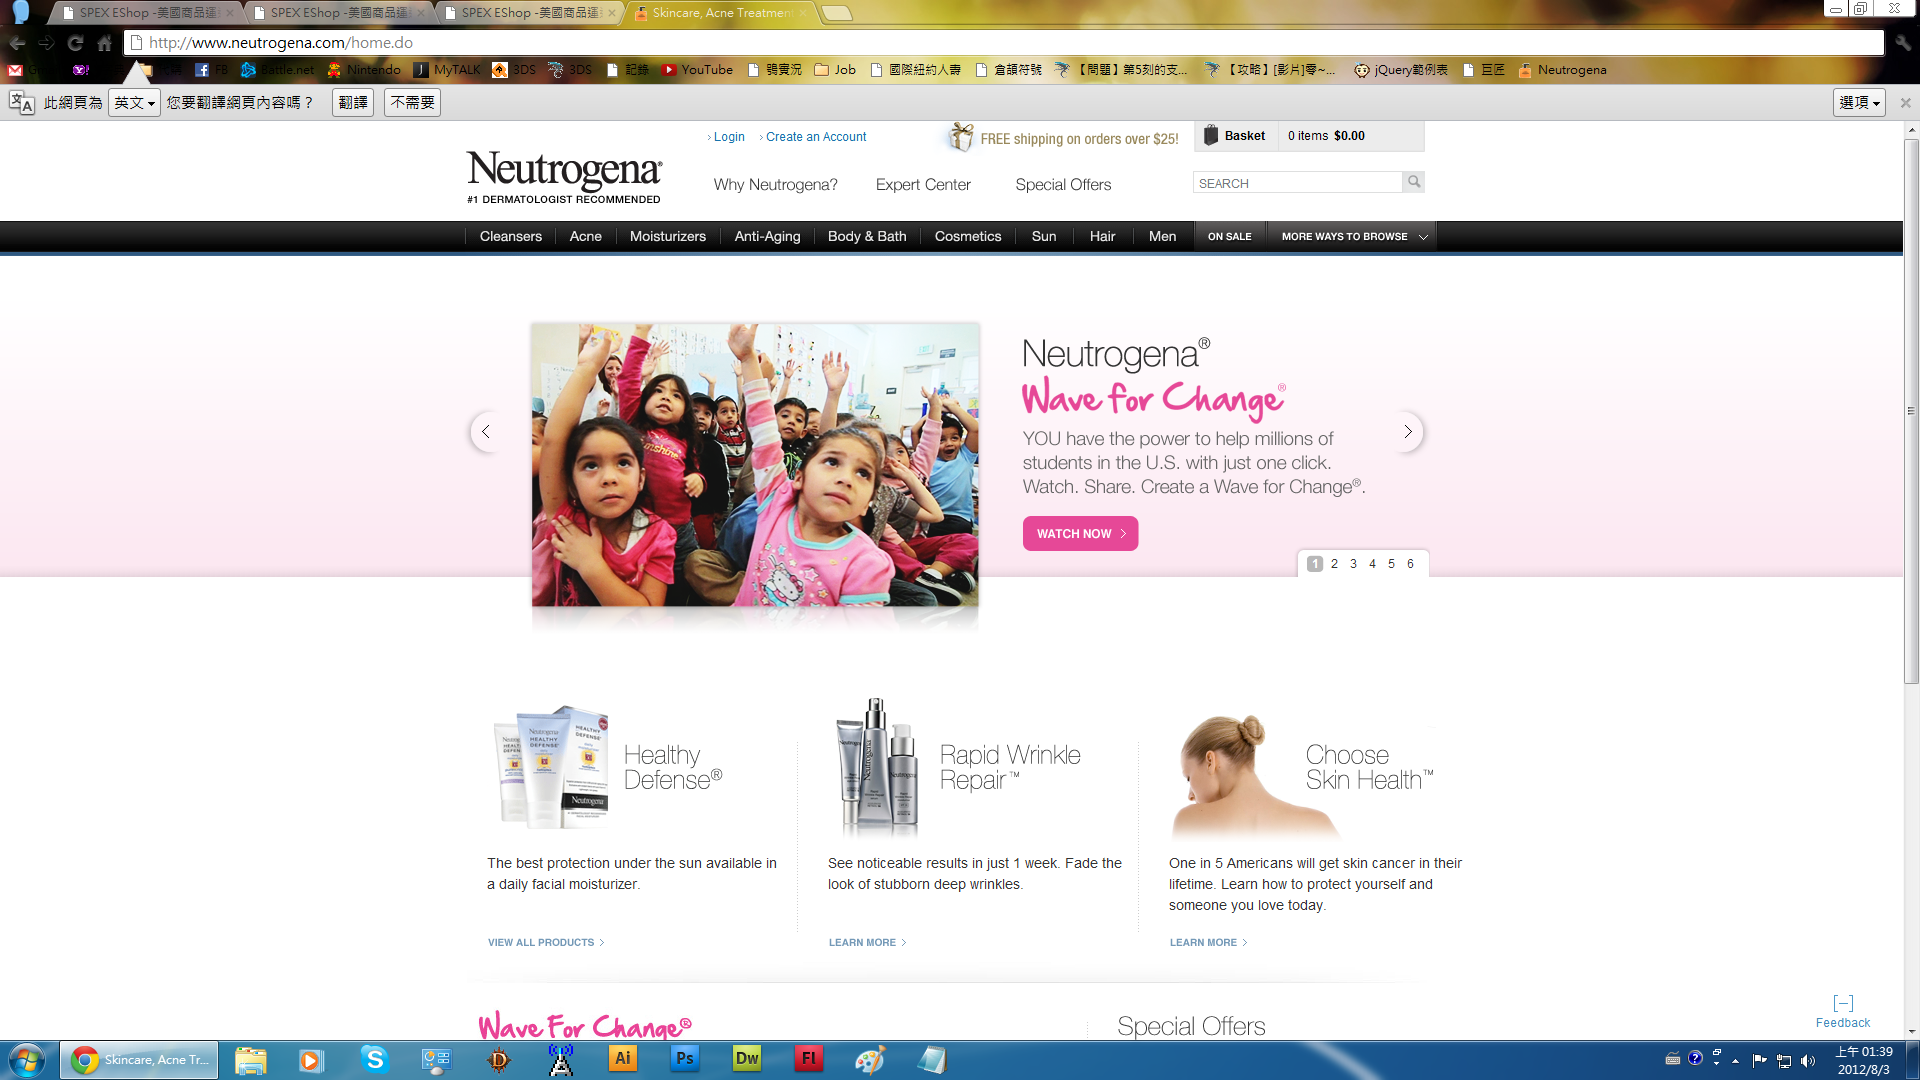 SPEX EShop -美國商品運
SPEX EShop -美國商品運
SPEX EShop -美國商品運
Skincare, Acne Treatment
http://www.neutrogena.com/home.do
FB
Battle.net
Nintendo
MyTALK
3DS
3DS
記錄
YouTube
鴞實況
Job
國際紐約人壽
倉頡符號
【問題】第5刻的支...
【攻略】[影片]零~...
jQuery範例表
巨匠
Neutrogena
此網頁為 英文 您要翻譯網頁內容嗎？ 翻譯 不需要 選項
Login Create an Account
FREE shipping on orders over $25!
Basket 0 items $0.00
Neutrogena®
#1 DERMATOLOGIST RECOMMENDED
Why Neutrogena? Expert Center Special Offers
SEARCH
Cleansers Acne Moisturizers Anti-Aging Body & Bath Cosmetics Sun Hair Men ON SALE MORE WAYS TO BROWSE
Neutrogena®
Wave for Change®
YOU have the power to help millions of
students in the U.S. with just one click.
Watch. Share. Create a Wave for Change®.
WATCH NOW
1 2 3 4 5 6
Healthy
Defense®
The best protection under the sun available in
a daily facial moisturizer.
VIEW ALL PRODUCTS
Rapid Wrinkle
Repair™
See noticeable results in just 1 week. Fade the
look of stubborn deep wrinkles.
LEARN MORE
Choose
Skin Health™
One in 5 Americans will get skin cancer in their
lifetime. Learn how to protect yourself and
someone you love today.
LEARN MORE
Wave For Change®
Special Offers
[–]
Feedback
Skincare, Acne Tr...
Ai
Ps
Dw
Fl
上午 01:39
2012/8/3